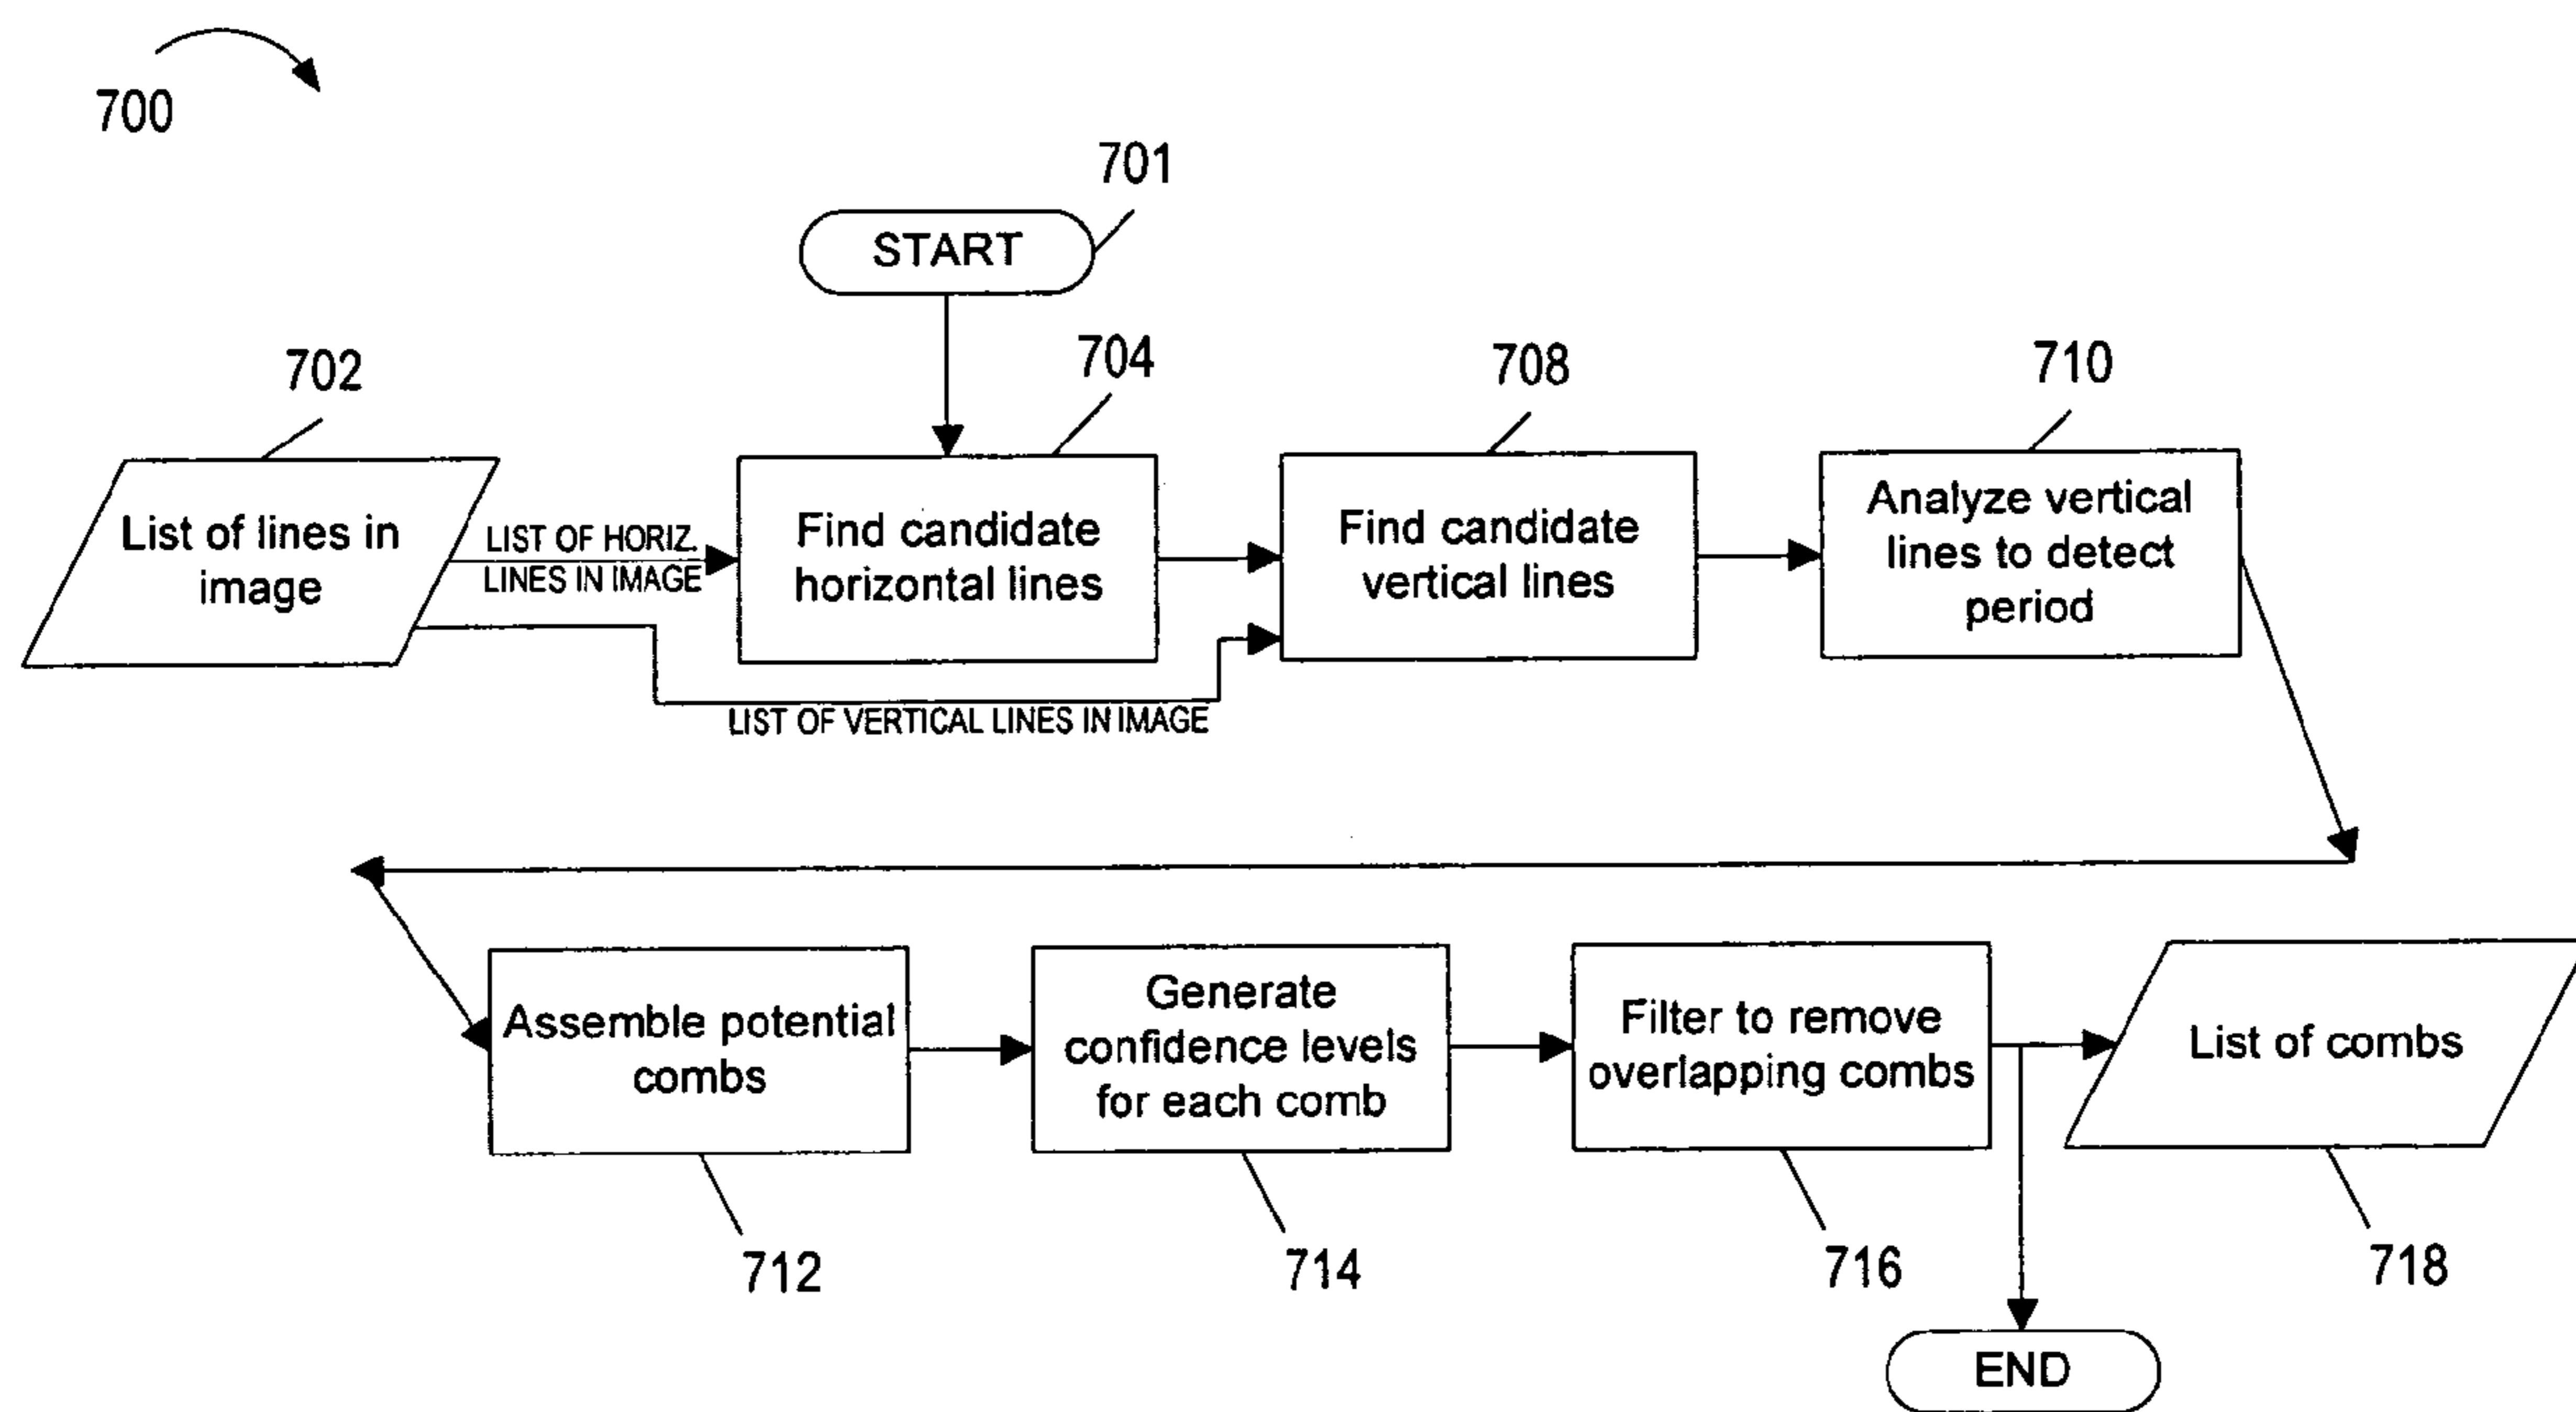 700
701
START
702
704
708
710
List of lines in
image
LIST OF HORIZ.
LINES IN IMAGE
Find candidate
horizontal lines
Find candidate
vertical lines
Analyze vertical
lines to detect
period
LIST OF VERTICAL LINES IN IMAGE
Assemble potential
combs
Generate
confidence levels
for each comb
Filter to remove
overlapping combs
List of combs
712
714
716
718
END